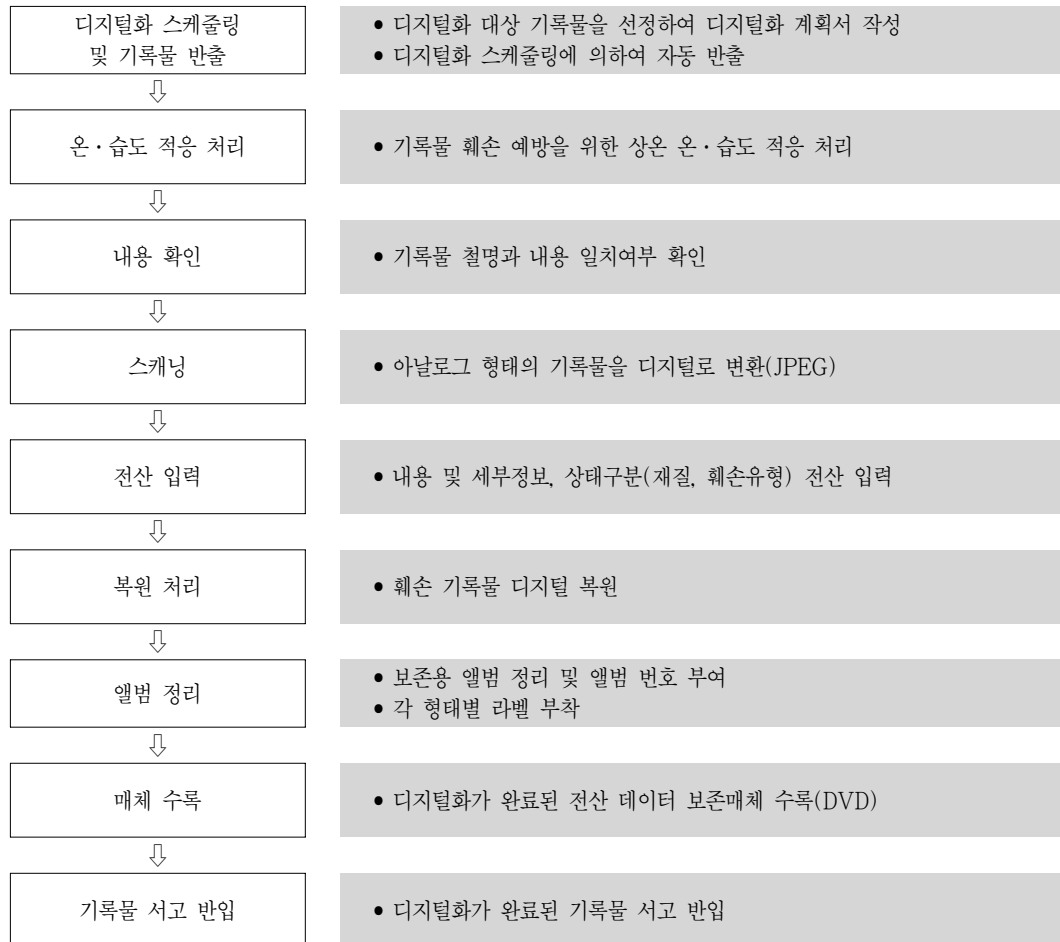 디지털화 스케줄링
및 기록물 반출
• 디지털화 대상 기록물을 선정하여 디지털화 계획서 작성
• 디지털화 스케줄링에 의하여 자동 반출
⇩
온·습도 적응 처리
• 기록물 훼손 예방을 위한 상온 온·습도 적응 처리
⇩
내용 확인
• 기록물 철명과 내용 일치여부 확인
⇩
스캐닝
• 아날로그 형태의 기록물을 디지털로 변환(JPEG)
⇩
전산 입력
• 내용 및 세부정보, 상태구분(재질, 훼손유형) 전산 입력
⇩
복원 처리
• 훼손 기록물 디지털 복원
⇩
앨범 정리
• 보존용 앨범 정리 및 앨범 번호 부여
• 각 형태별 라벨 부착
⇩
매체 수록
• 디지털화가 완료된 전산 데이터 보존매체 수록(DVD)
⇩
기록물 서고 반입
• 디지털화가 완료된 기록물 서고 반입